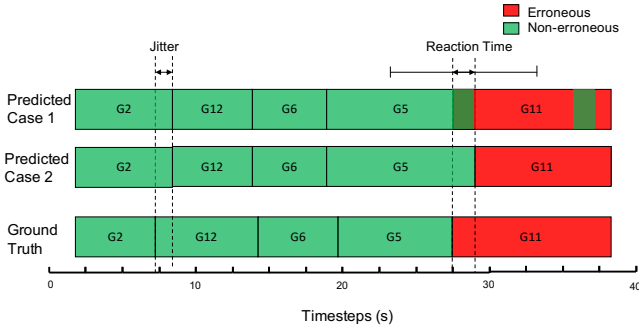 Erroneous
Non-erroneous
Jitter
Reaction Time
Predicted
Case 1
G2
G12
G6
G5
G11
Predicted
Case 2
G2
G12
G6
G5
G11
Ground
Truth
G2
G12
G6
G5
G11
0
10
20
30
40
Timesteps (s)